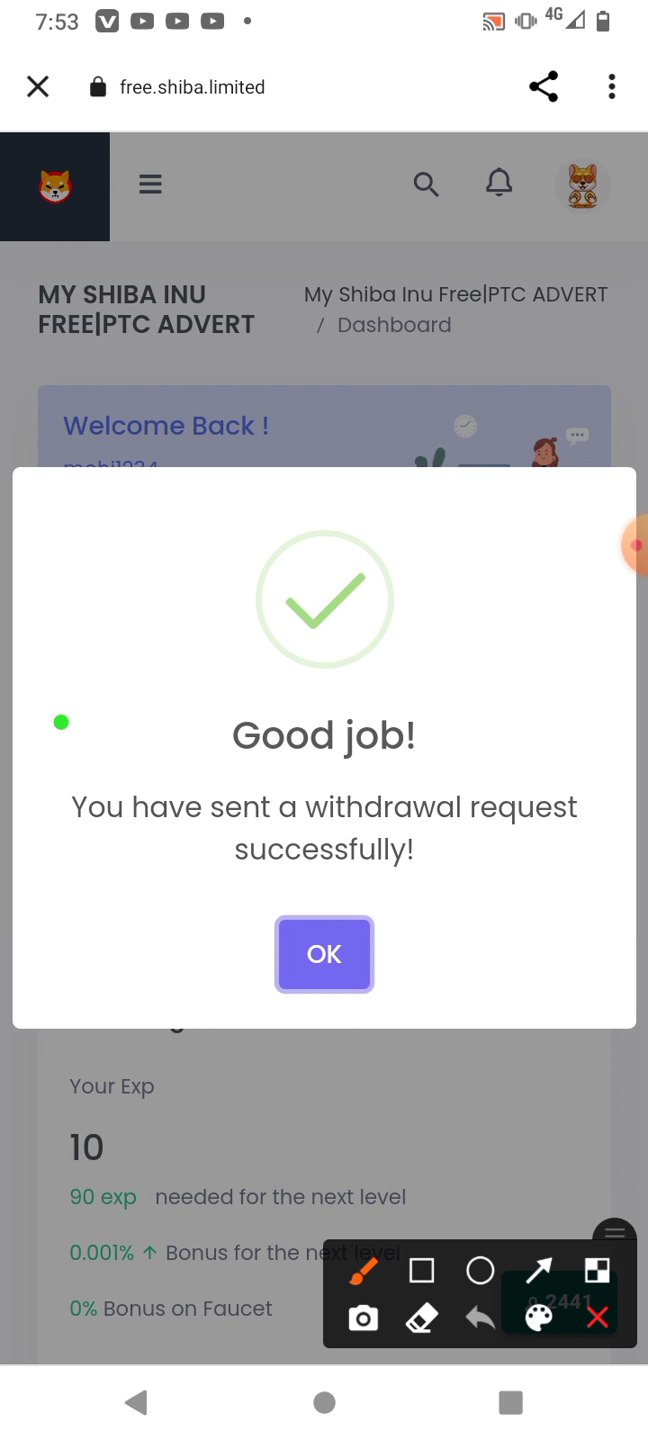 7:53
4G
free.shiba.limited
MY SHIBA INU
FREE|PTC ADVERT
My Shiba Inu Free|PTC ADVERT
/ Dashboard
Welcome Back !
Good job!
You have sent a withdrawal request
successfully!
OK
Your Exp
10
90 exp needed for the next level
0.001% ↑ Bonus for the next level
0% Bonus on Faucet
2441